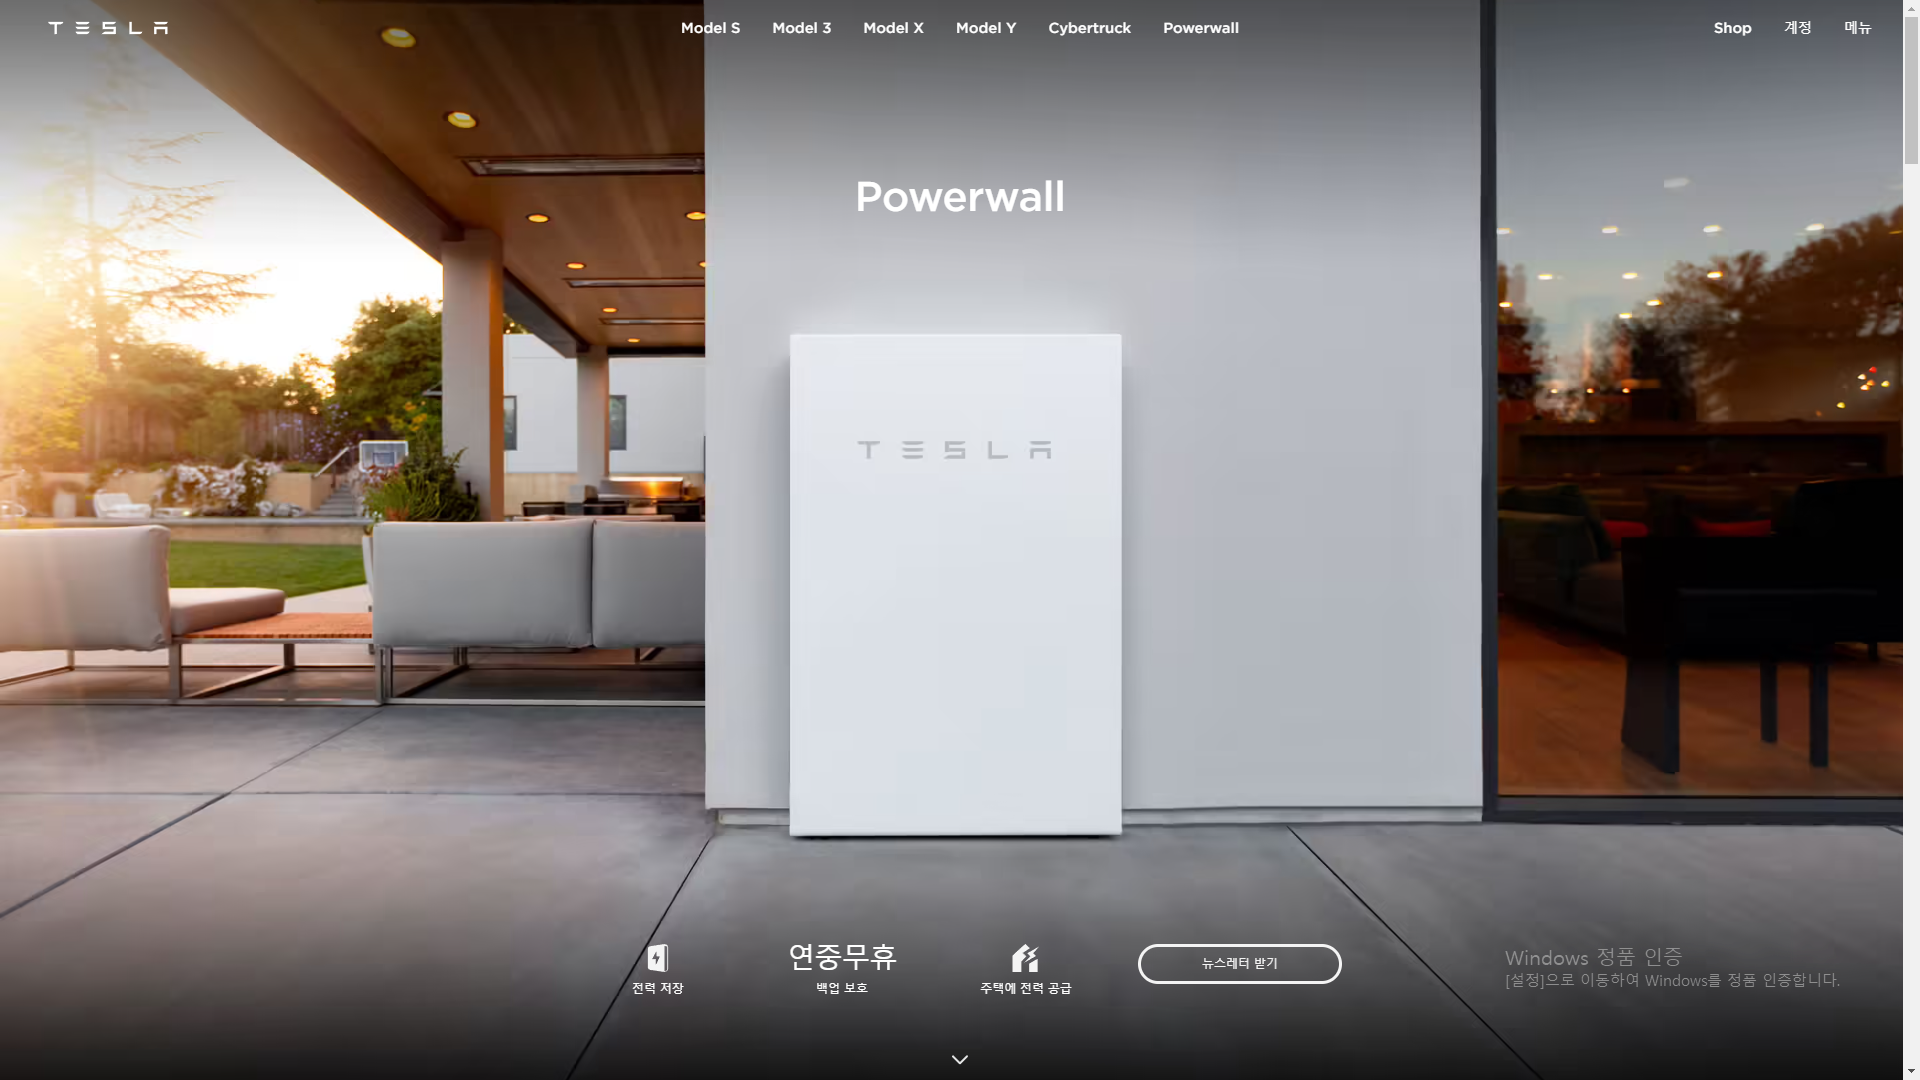 TESLA
Model S
Model 3
Model X
Model Y
Cybertruck
Powerwall
Shop
계정
메뉴
Powerwall
TESLA
전력 저장
연중무휴
백업 보호
주택에 전력 공급
뉴스레터 받기
Windows 정품 인증
[설정]으로 이동하여 Windows를 정품 인증합니다.